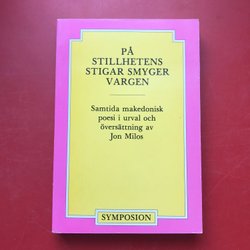 PÅ
STILLHETENS
STIGAR SMYGER
VARGEN
Samtida makedonisk
poesi i urval och
översättning av
Jon Milos
SYMPOSION